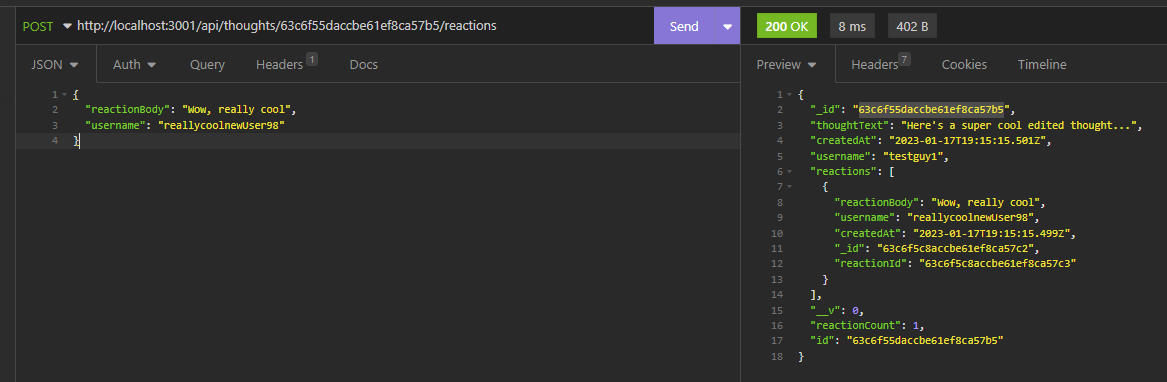 POST http://localhost:3001/api/thoughts/63c6f55daccbe61ef8ca57b5/reactions Send 200 OK 8 ms 402 B
JSON Auth Query Headers 1 Docs Preview Headers 7 Cookies Timeline
1 {
2 "reactionBody": "Wow, really cool",
3 "username": "reallycoolnewUser98"
4 }
1 {
2 "_id": "63c6f55daccbe61ef8ca57b5",
3 "thoughtText": "Here's a super cool edited thought...",
4 "createdAt": "2023-01-17T19:15:15.501Z",
5 "username": "testguy1",
6 "reactions": [
7 {
8 "reactionBody": "Wow, really cool",
9 "username": "reallycoolnewUser98",
10 "createdAt": "2023-01-17T19:15:15.499Z",
11 "_id": "63c6f5c8accbe61ef8ca57c2",
12 "reactionId": "63c6f5c8accbe61ef8ca57c3"
13 }
14 ],
15 "__v": 0,
16 "reactionCount": 1,
17 "id": "63c6f55daccbe61ef8ca57b5"
18 }